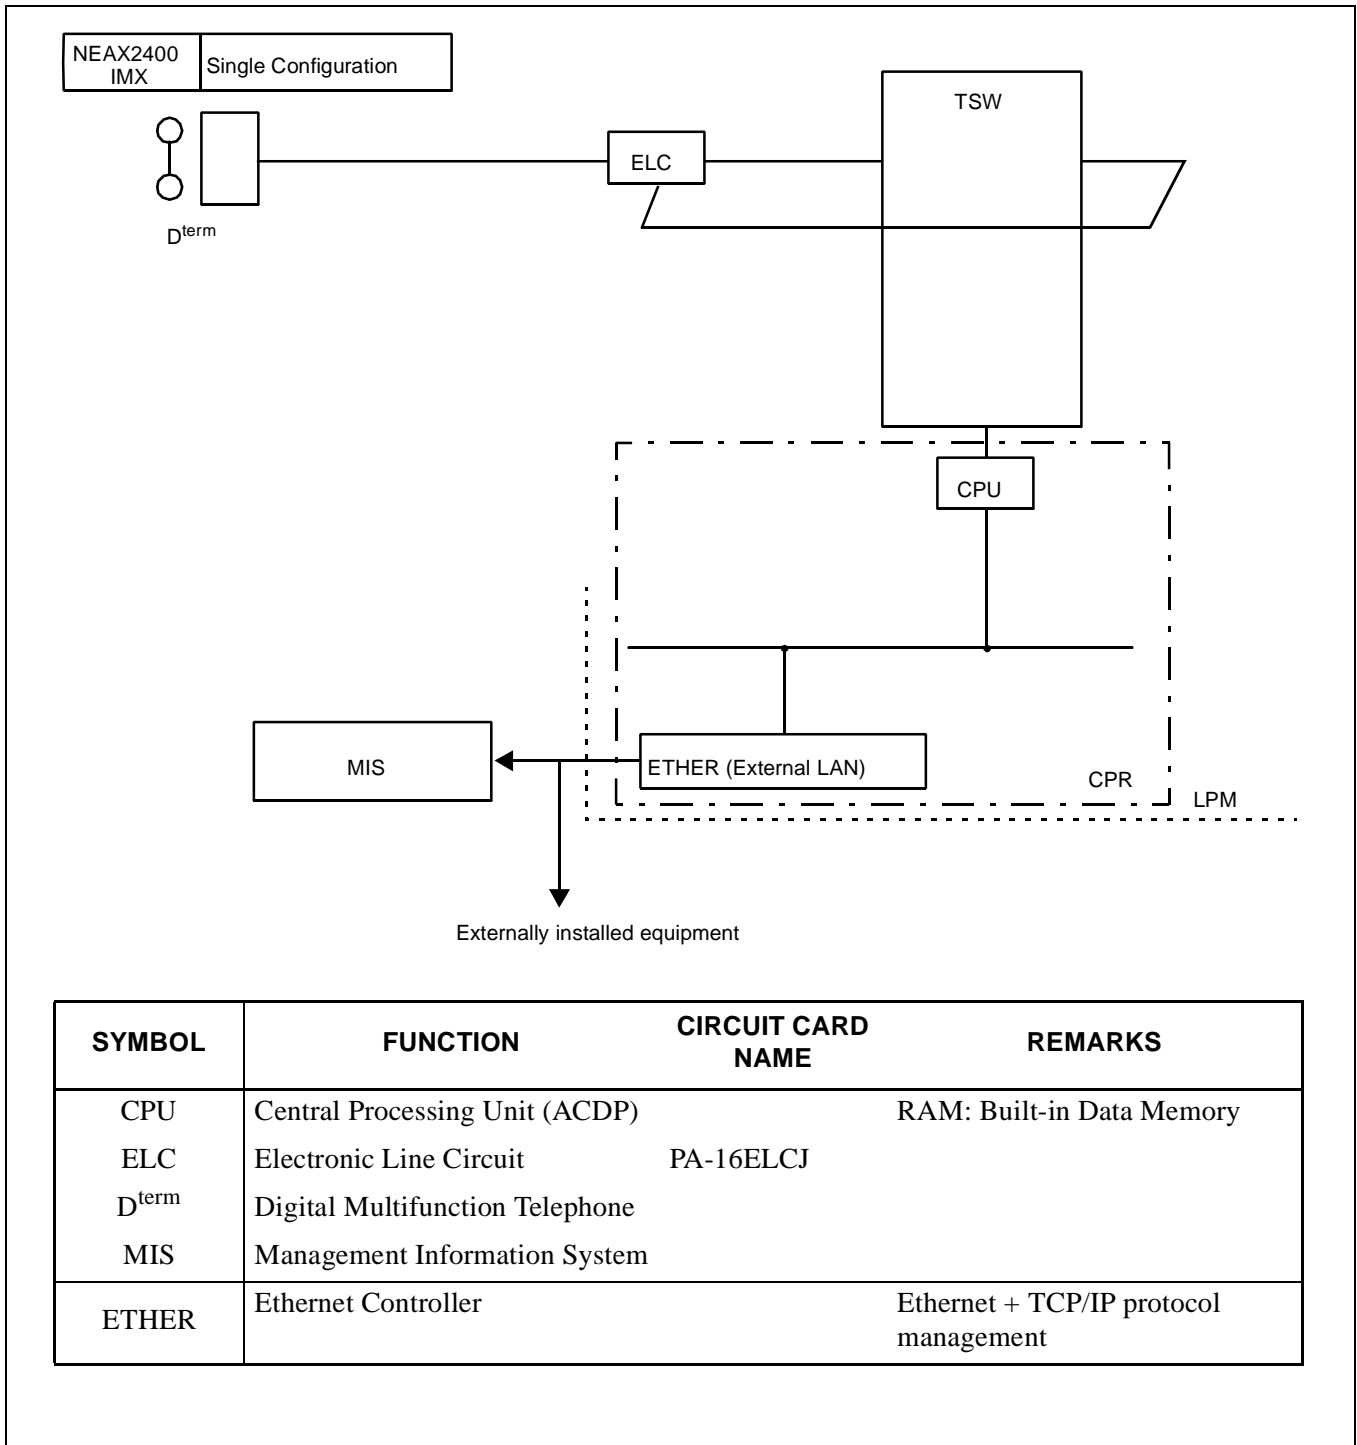 NEAX2400
IMX
Single Configuration
TSW
ELC
Dterm
CPU
MIS
ETHER (External LAN)
CPR
LPM
Externally installed equipment
SYMBOL FUNCTION CIRCUIT CARD NAME REMARKS
CPU Central Processing Unit (ACDP) RAM: Built-in Data Memory
ELC Electronic Line Circuit PA-16ELCJ
Dterm Digital Multifunction Telephone
MIS Management Information System
ETHER Ethernet Controller Ethernet + TCP/IP protocol
management